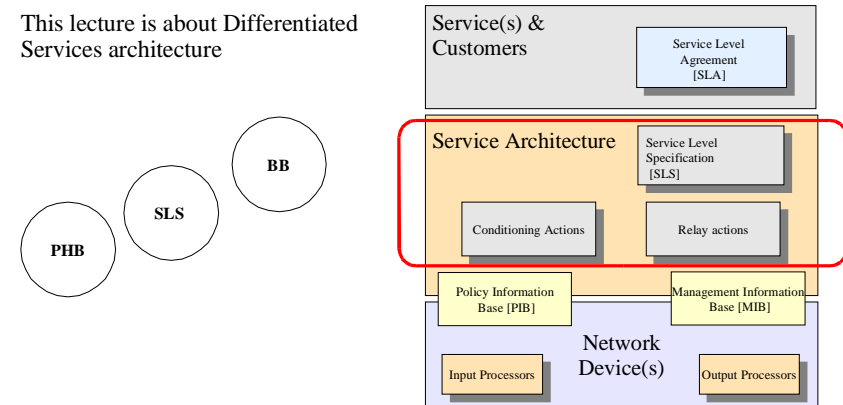 This lecture is about Differentiated
Services architecture
BB
SLS
PHB
Service(s) &
Customers
Service Level
Agreement
[SLA]
Service Architecture
Service Level
Specification
[SLS]
Conditioning Actions
Relay actions
Policy Information
Base [PIB]
Management Information
Base [MIB]
Network
Device(s)
Input Processors
Output Processors